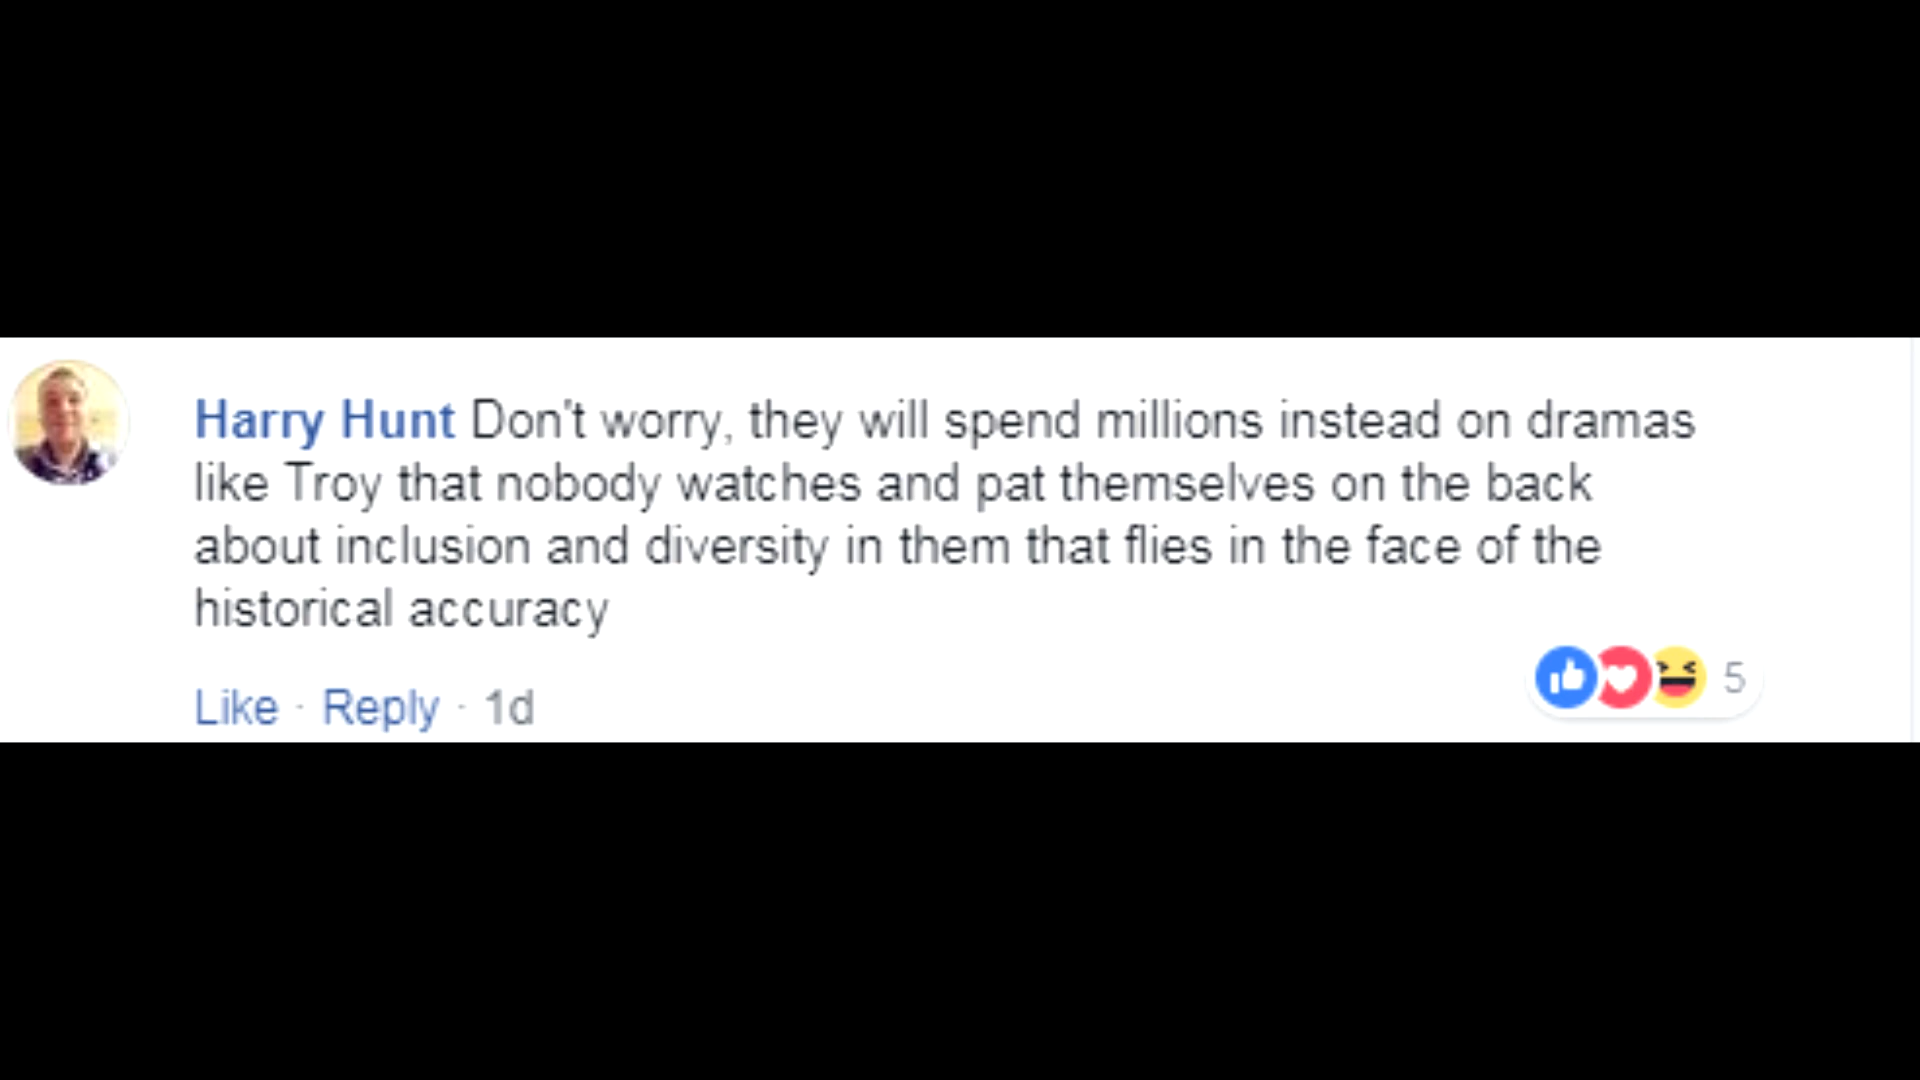 Harry Hunt Don't worry, they will spend millions instead on dramas
like Troy that nobody watches and pat themselves on the back
about inclusion and diversity in them that flies in the face of the
historical accuracy
Like · Reply · 1d
5